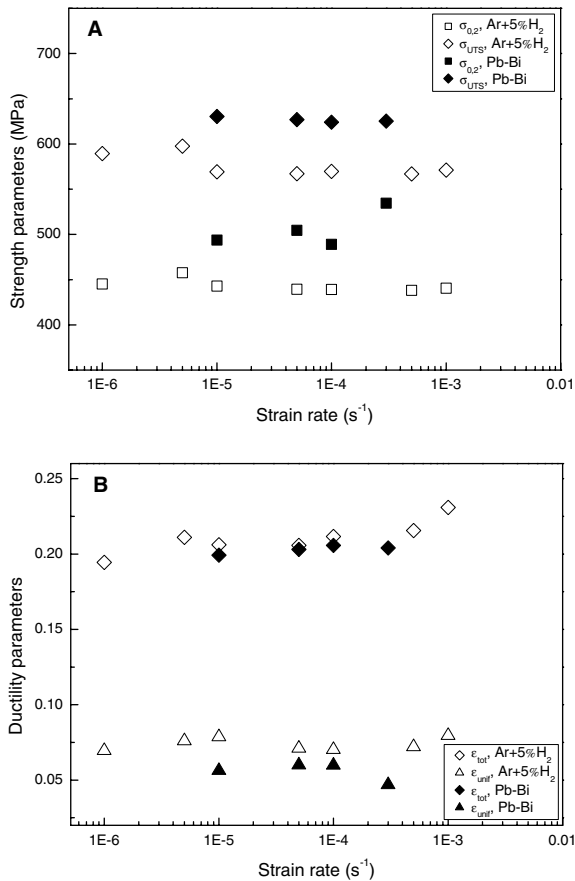 A
□ σ0,2, Ar+5%H2
◇ σUTS, Ar+5%H2
■ σ0,2, Pb-Bi
◆ σUTS, Pb-Bi
700
600
500
400
Strength parameters (MPa)
1E-6 1E-5 1E-4 1E-3 0.01
Strain rate (s-1)
B
0.25
0.20
0.15
0.10
0.05
Ductility parameters
◇ εtot, Ar+5%H2
△ εunif, Ar+5%H2
◆ εtot, Pb-Bi
▲ εunif, Pb-Bi
1E-6 1E-5 1E-4 1E-3 0.01
Strain rate (s-1)